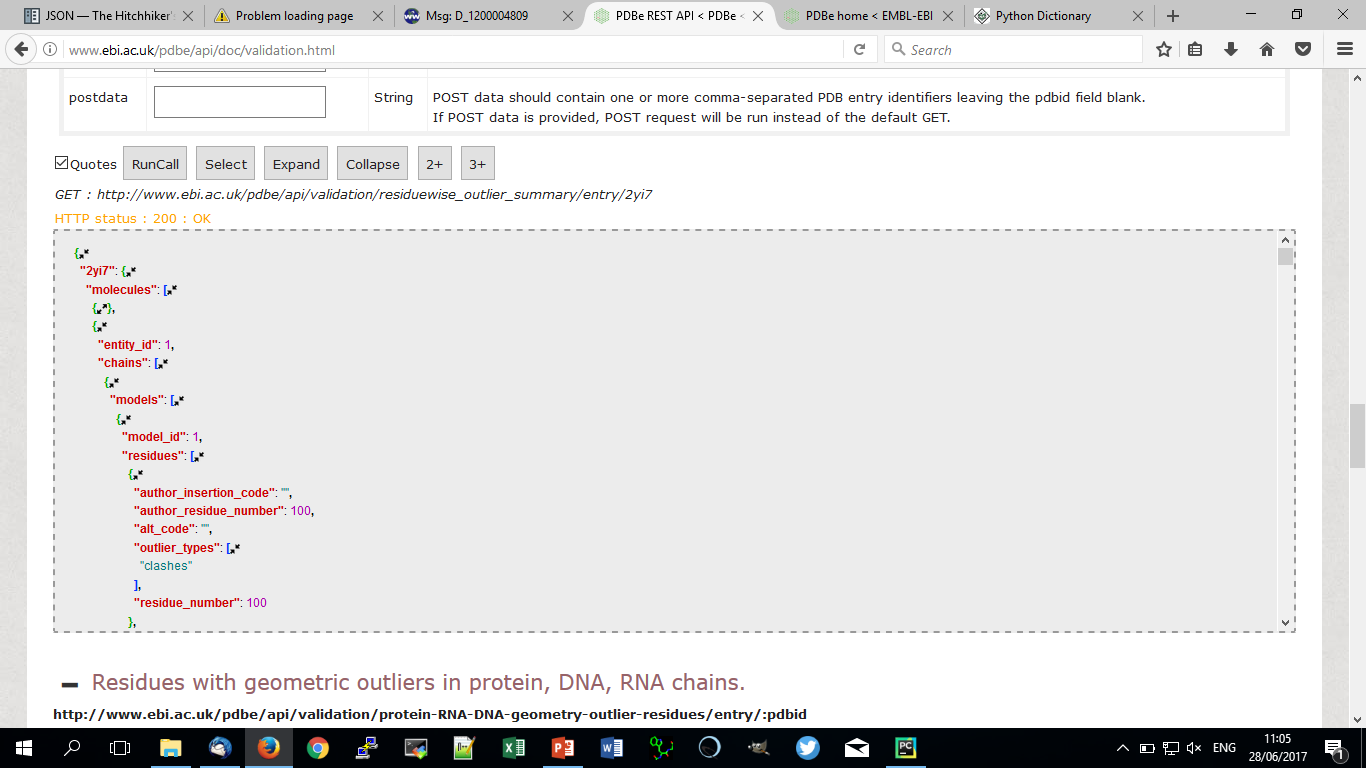 JSON — The Hitchhiker's
Problem loading page
Msg: D_1200004809
PDBe REST API < PDBe <
PDBe home < EMBL-EBI
Python Dictionary
www.ebi.ac.uk/pdbe/api/doc/validation.html
Search
postdata
String
POST data should contain one or more comma-separated PDB entry identifiers leaving the pdbid field blank.
If POST data is provided, POST request will be run instead of the default GET.
Quotes RunCall Select Expand Collapse 2+ 3+
GET : http://www.ebi.ac.uk/pdbe/api/validation/residuewise_outlier_summary/entry/2yi7
HTTP status : 200 : OK
{
"2yi7": {
"molecules": [
{},
{
"entity_id": 1,
"chains": [
{
"models": [
{
"model_id": 1,
"residues": [
{
"author_insertion_code": "",
"author_residue_number": 100,
"alt_code": "",
"outlier_types": [
"clashes"
],
"residue_number": 100
},
Residues with geometric outliers in protein, DNA, RNA chains.
http://www.ebi.ac.uk/pdbe/api/validation/protein-RNA-DNA-geometry-outlier-residues/entry/:pdbid
ENG
11:05
28/06/2017
1